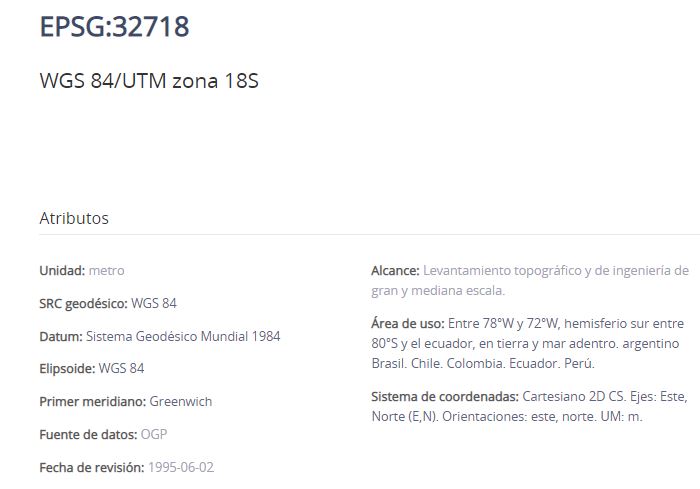 EPSG:32718
WGS 84/UTM zona 18S
Atributos
Unidad: metro
SRC geodésico: WGS 84
Datum: Sistema Geodésico Mundial 1984
Elipsoide: WGS 84
Primer meridiano: Greenwich
Fuente de datos: OGP
Fecha de revisión: 1995-06-02
Alcance: Levantamiento topográfico y de ingeniería de
gran y mediana escala.
Área de uso: Entre 78°W y 72°W, hemisferio sur entre
80°S y el ecuador, en tierra y mar adentro. argentino
Brasil. Chile. Colombia. Ecuador. Perú.
Sistema de coordenadas: Cartesiano 2D CS. Ejes: Este,
Norte (E,N). Orientaciones: este, norte. UM: m.